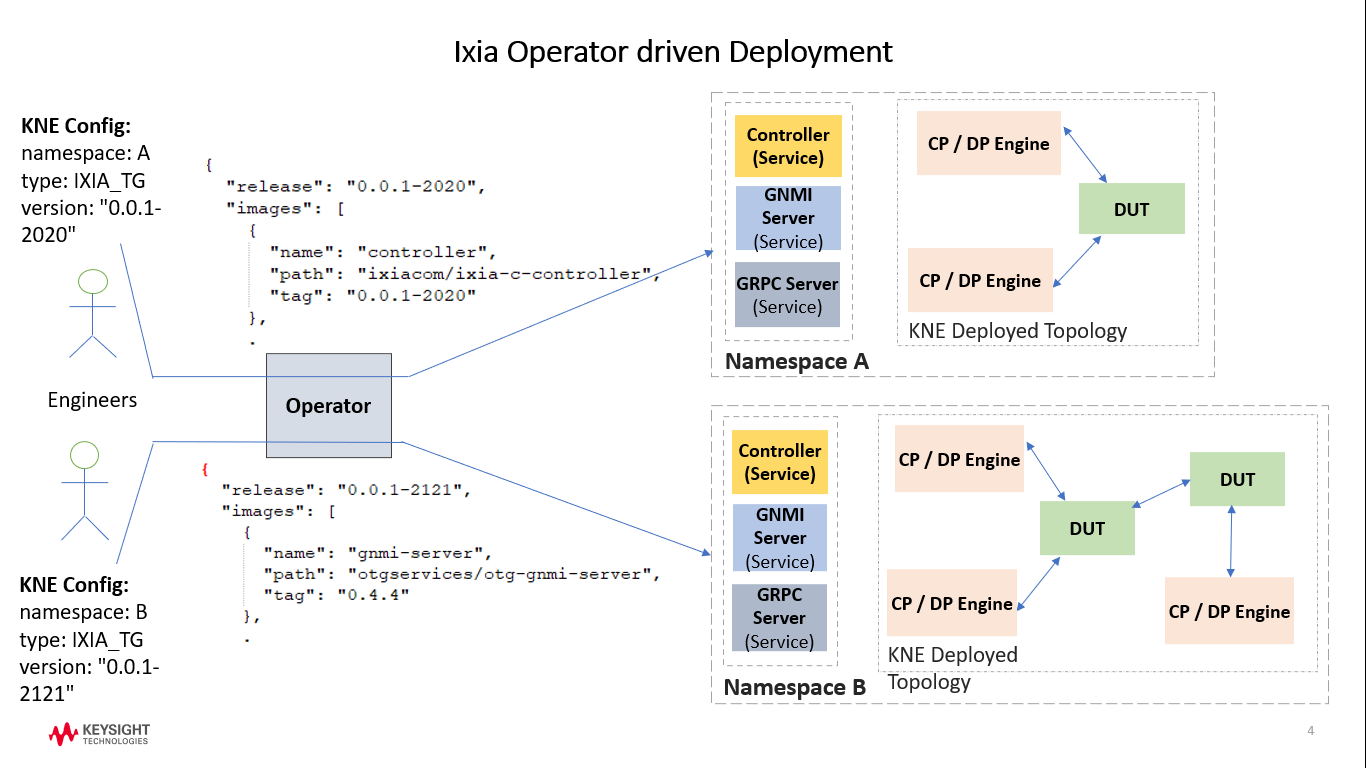 Ixia Operator driven Deployment
KNE Config:
namespace: A
type: IXIA_TG
version: "0.0.1-
2020"
{
"release": "0.0.1-2020",
"images": [
{
"name": "controller",
"path": "ixiacom/ixia-c-controller",
"tag": "0.0.1-2020"
},
.
Engineers
Operator
{
"release": "0.0.1-2121",
"images": [
{
"name": "gnmi-server",
"path": "otgservices/otg-gnmi-server",
"tag": "0.4.4"
},
.
KNE Config:
namespace: B
type: IXIA_TG
version: "0.0.1-
2121"
Controller
(Service)
GNMI
Server
(Service)
GRPC Server
(Service)
Namespace A
CP / DP Engine
DUT
CP / DP Engine
KNE Deployed Topology
Controller
(Service)
GNMI
Server
(Service)
GRPC
Server
(Service)
Namespace B
CP / DP Engine
DUT
DUT
CP / DP Engine
CP / DP Engine
KNE Deployed
Topology
KEYSIGHT
TECHNOLOGIES
4